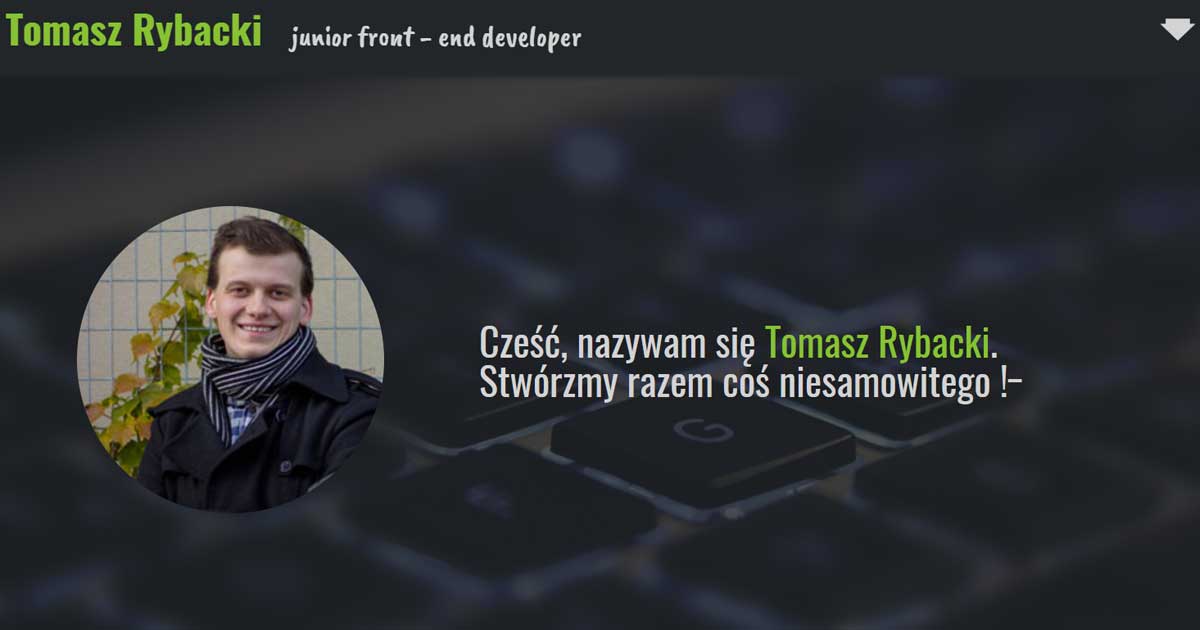 Tomasz Rybacki junior front - end developer
Cześć, nazywam się Tomasz Rybacki.
Stwórzmy razem coś niesamowitego !-
G